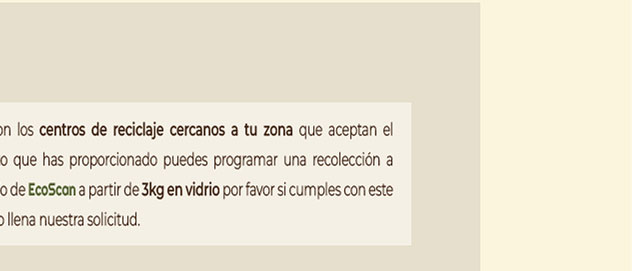 on los centros de reciclaje cercanos a tu zona que aceptan el
o que has proporcionado puedes programar una recolección a
o de EcoScan a partir de 3kg en vidrio por favor si cumples con este
o llena nuestra solicitud.